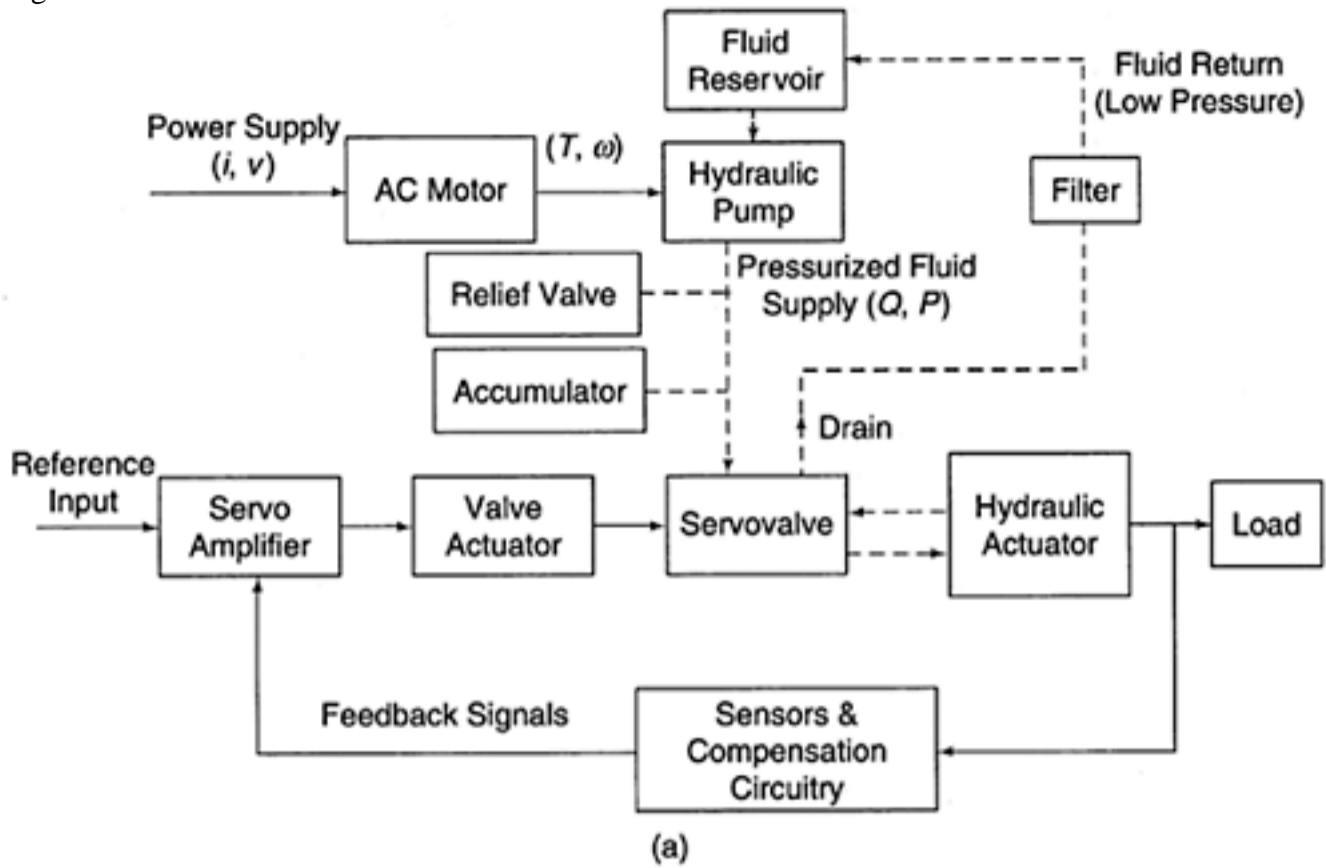 Fluid
Reservoir
Fluid Return
(Low Pressure)
Power Supply
(i, v)
AC Motor
(T, ω)
Hydraulic
Pump
Filter
Relief Valve
Pressurized Fluid
Supply (Q, P)
Accumulator
Drain
Reference
Input
Servo
Amplifier
Valve
Actuator
Servovalve
Hydraulic
Actuator
Load
Feedback Signals
Sensors &
Compensation
Circuitry
(a)